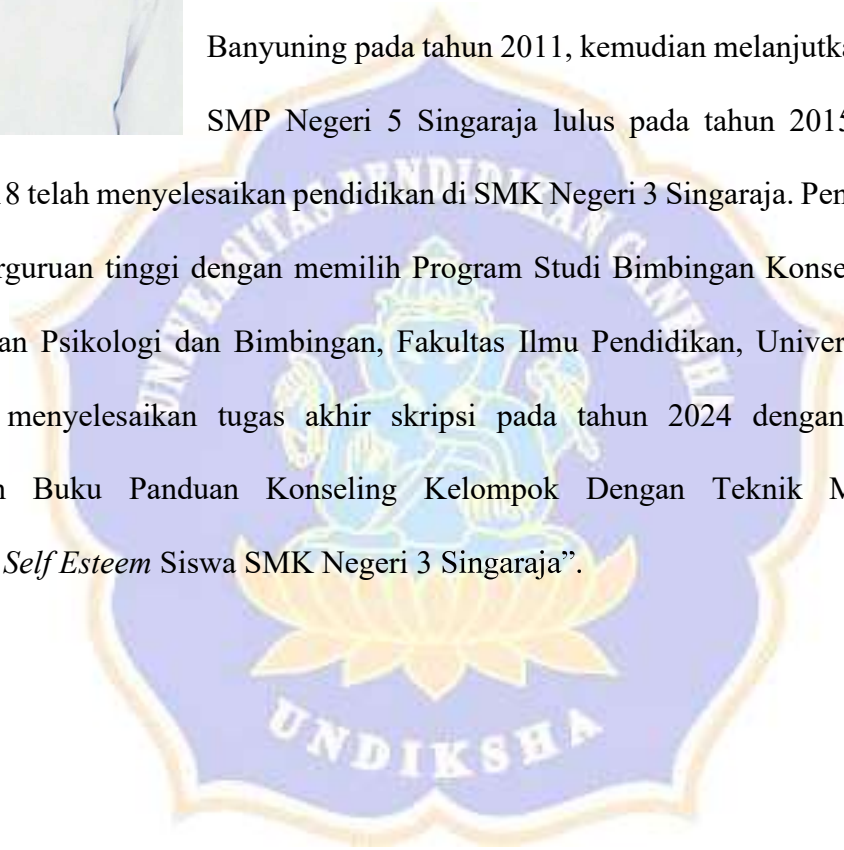 Banyuning pada tahun 2011, kemudian melanjutka
SMP Negeri 5 Singaraja lulus pada tahun 2015
8 telah menyelesaikan pendidikan di SMK Negeri 3 Singaraja. Pen
rguruan tinggi dengan memilih Program Studi Bimbingan Konse
an Psikologi dan Bimbingan, Fakultas Ilmu Pendidikan, Univer
menyelesaikan tugas akhir skripsi pada tahun 2024 dengan
Buku Panduan Konseling Kelompok Dengan Teknik M
Self Esteem Siswa SMK Negeri 3 Singaraja”.
UNIVERSITAS PENDIDIKAN GANESHA
UNDIKSHA